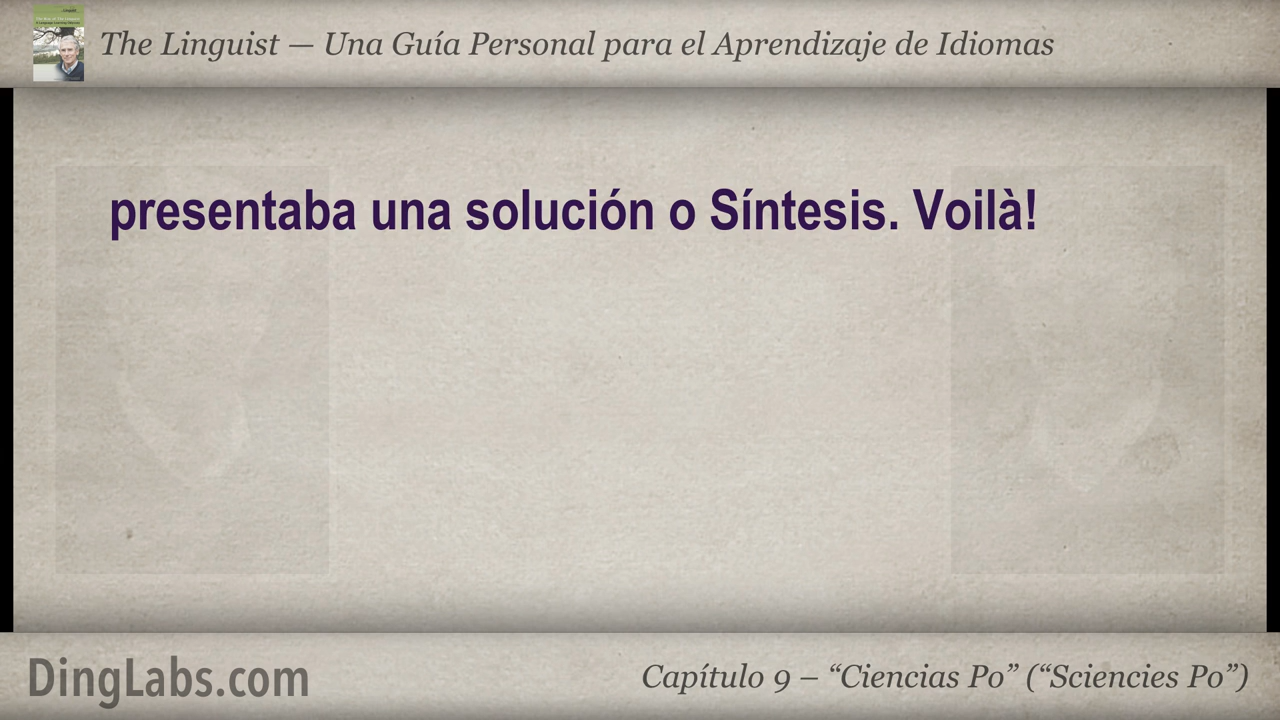 The Linguist — Una Guía Personal para el Aprendizaje de Idiomas
presentaba una solución o Síntesis. Voilà!
DingLabs.com
Capítulo 9 – “Ciencias Po” (“Sciencies Po”)